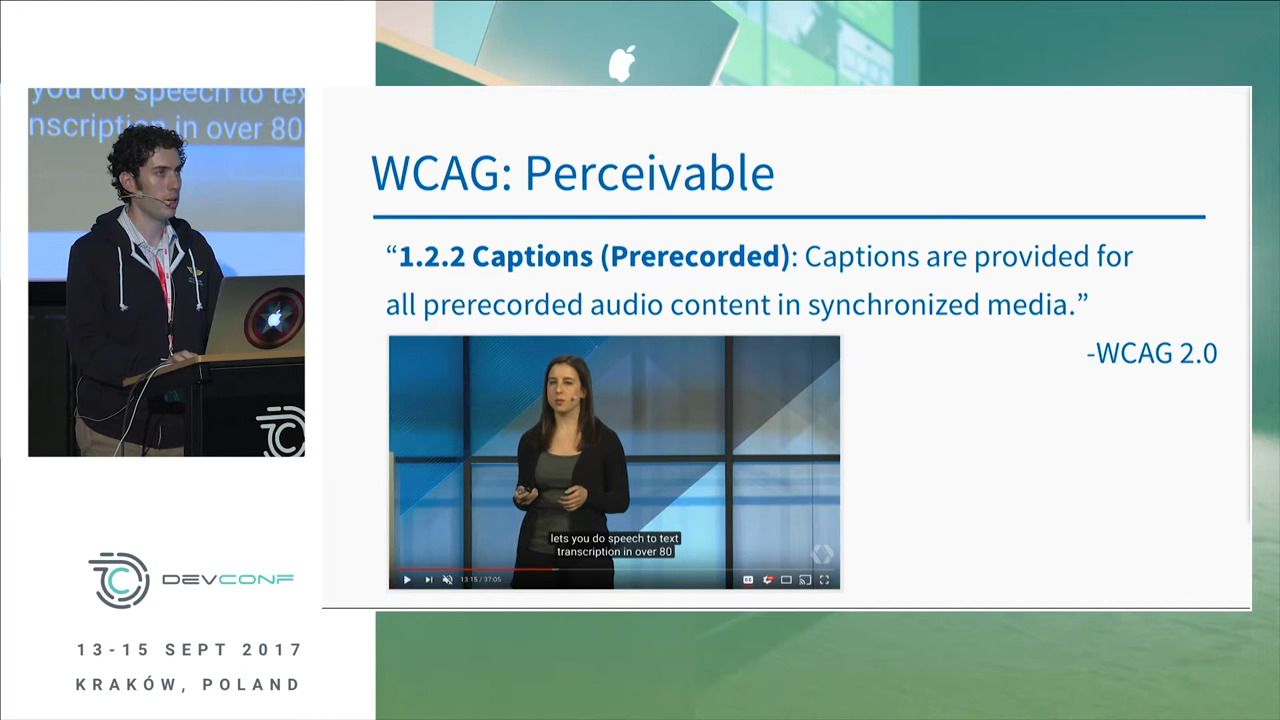 you do speech to tex
nscription in over 80
WCAG: Perceivable
“1.2.2 Captions (Prerecorded): Captions are provided for
all prerecorded audio content in synchronized media.”
-WCAG 2.0
lets you do speech to text
transcription in over 80
13:15 / 37:05
CC
DEVCONF
13-15 SEPT 2017
KRAKÓW, POLAND